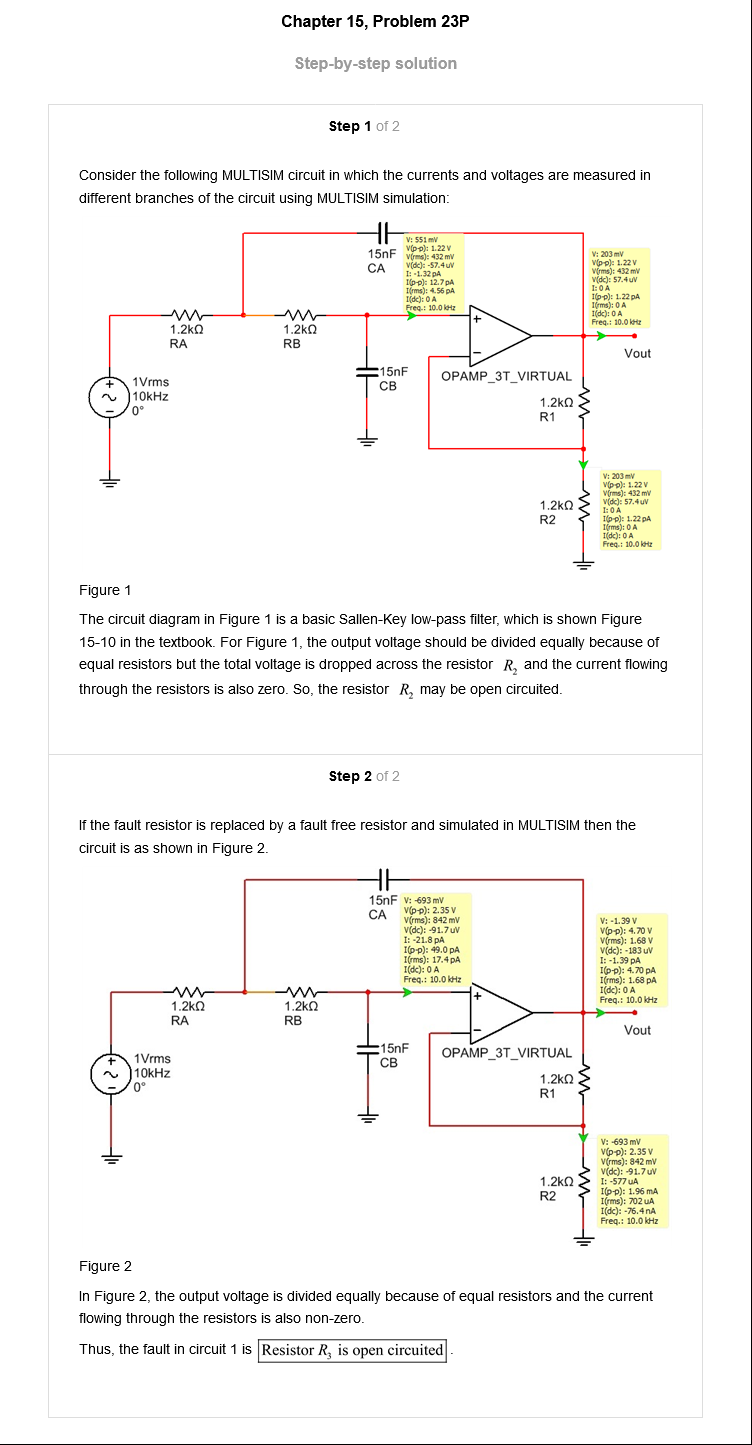 Chapter 15, Problem 23P
Step-by-step solution
Step 1 of 2
Consider the following MULTISIM circuit in which the currents and voltages are measured in
different branches of the circuit using MULTISIM simulation:
15nF
CA
V: 551 mV
V(p-p): 1.22 V
V(rms): 432 mV
V(dc): -57.4 uV
I: -1.32 pA
I(p-p): 12.7 pA
I(rms): 4.56 pA
I(dc): 0 A
Freq.: 10.0 kHz
V: 203 mV
V(p-p): 1.22 V
V(rms): 432 mV
V(dc): 57.4 uV
I: 0 A
I(p-p): 1.22 pA
I(rms): 0 A
I(dc): 0 A
Freq.: 10.0 kHz
1.2kΩ
RA
1.2kΩ
RB
+
−
Vout
15nF
CB
OPAMP_3T_VIRTUAL
+
−
1Vrms
10kHz
0°
1.2kΩ
R1
V: 203 mV
V(p-p): 1.22 V
V(rms): 432 mV
V(dc): 57.4 uV
I: 0 A
I(p-p): 1.22 pA
I(rms): 0 A
I(dc): 0 A
Freq.: 10.0 kHz
1.2kΩ
R2
Figure 1
The circuit diagram in Figure 1 is a basic Sallen-Key low-pass filter, which is shown Figure
15-10 in the textbook. For Figure 1, the output voltage should be divided equally because of
equal resistors but the total voltage is dropped across the resistor R₂ and the current flowing
through the resistors is also zero. So, the resistor R₂ may be open circuited.
Step 2 of 2
If the fault resistor is replaced by a fault free resistor and simulated in MULTISIM then the
circuit is as shown in Figure 2.
15nF
CA
V: -693 mV
V(p-p): 2.35 V
V(rms): 842 mV
V(dc): -91.7 uV
I: -21.8 pA
I(p-p): 49.0 pA
I(rms): 17.4 pA
I(dc): 0 A
Freq.: 10.0 kHz
V: -1.39 V
V(p-p): 4.70 V
V(rms): 1.68 V
V(dc): -183 uV
I: -1.39 pA
I(p-p): 4.70 pA
I(rms): 1.68 pA
I(dc): 0 A
Freq.: 10.0 kHz
1.2kΩ
RA
1.2kΩ
RB
+
−
Vout
15nF
CB
OPAMP_3T_VIRTUAL
+
−
1Vrms
10kHz
0°
1.2kΩ
R1
V: -693 mV
V(p-p): 2.35 V
V(rms): 842 mV
V(dc): -91.7 uV
I: -577 uA
I(p-p): 1.96 mA
I(rms): 702 uA
I(dc): -76.4 nA
Freq.: 10.0 kHz
1.2kΩ
R2
Figure 2
In Figure 2, the output voltage is divided equally because of equal resistors and the current
flowing through the resistors is also non-zero.
Thus, the fault in circuit 1 is Resistor R₃ is open circuited .